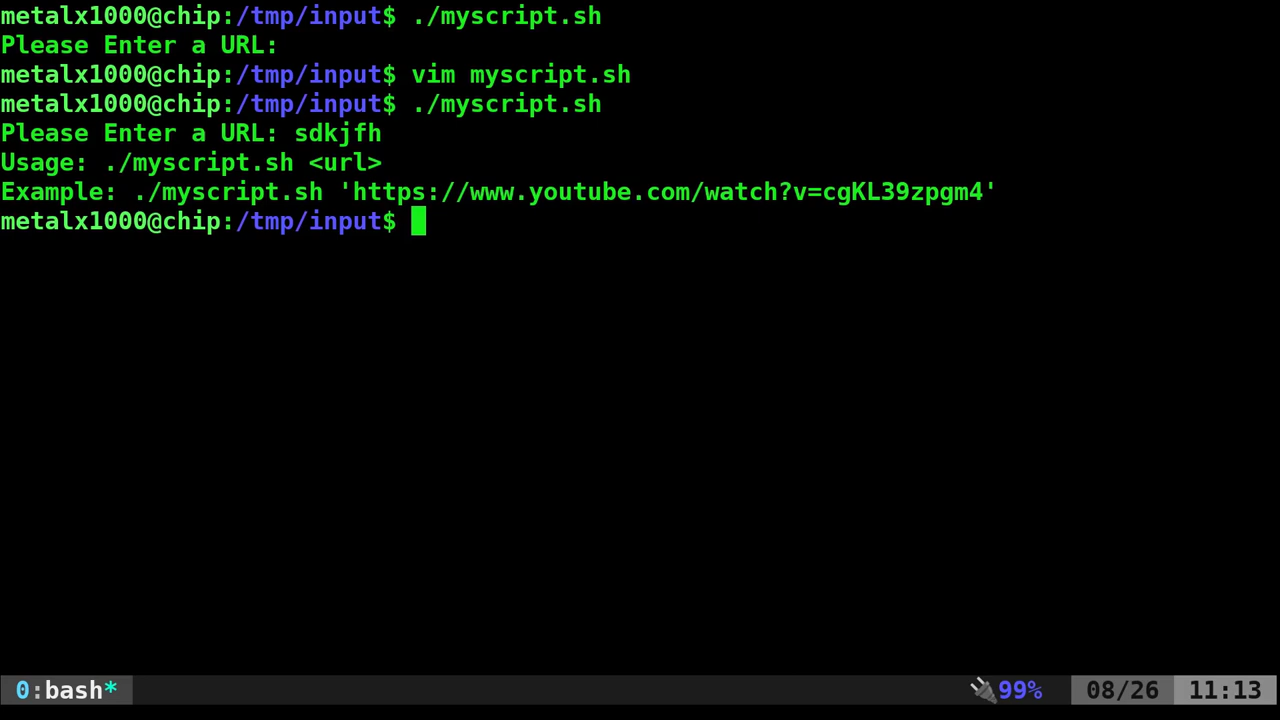 metalx1000@chip:/tmp/input$ ./myscript.sh
Please Enter a URL:
metalx1000@chip:/tmp/input$ vim myscript.sh
metalx1000@chip:/tmp/input$ ./myscript.sh
Please Enter a URL: sdkjfh
Usage: ./myscript.sh <url>
Example: ./myscript.sh 'https://www.youtube.com/watch?v=cgKL39zpgm4'
metalx1000@chip:/tmp/input$
0:bash* 🔌99% 08/26 11:13